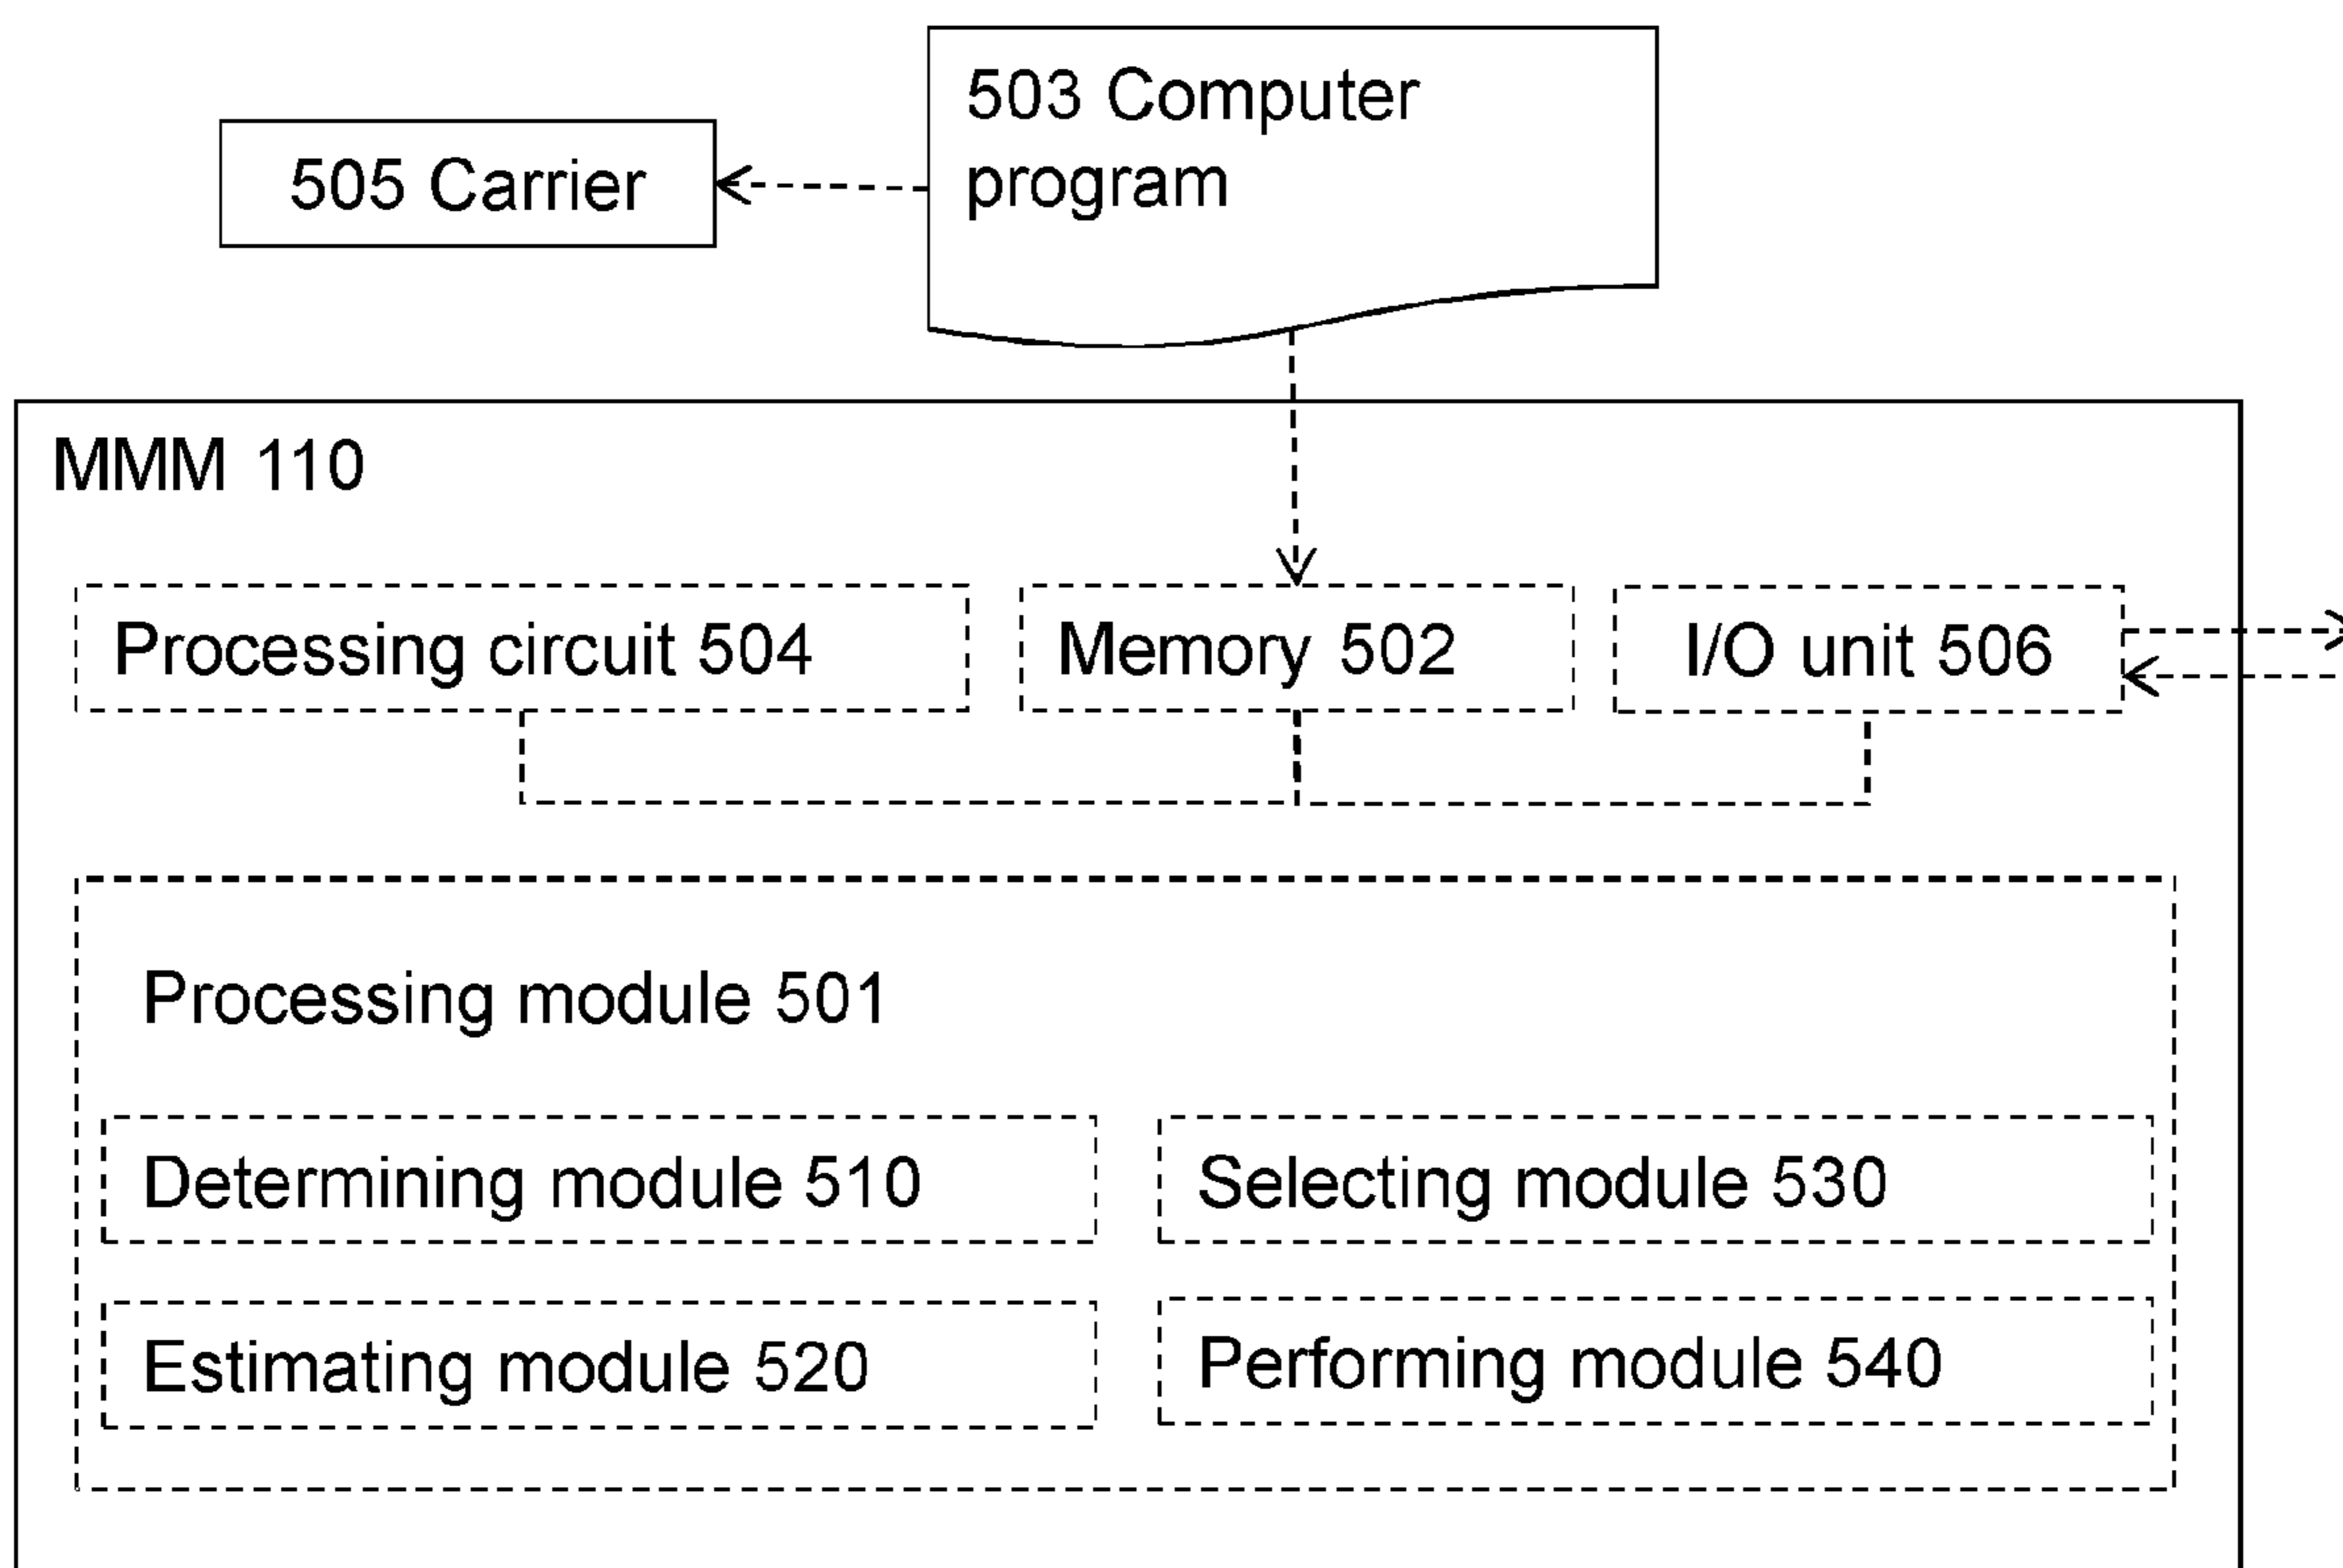 503 Computer
program
505 Carrier
MMM 110
Processing circuit 504
Memory 502
I/O unit 506
Processing module 501
Determining module 510
Selecting module 530
Estimating module 520
Performing module 540